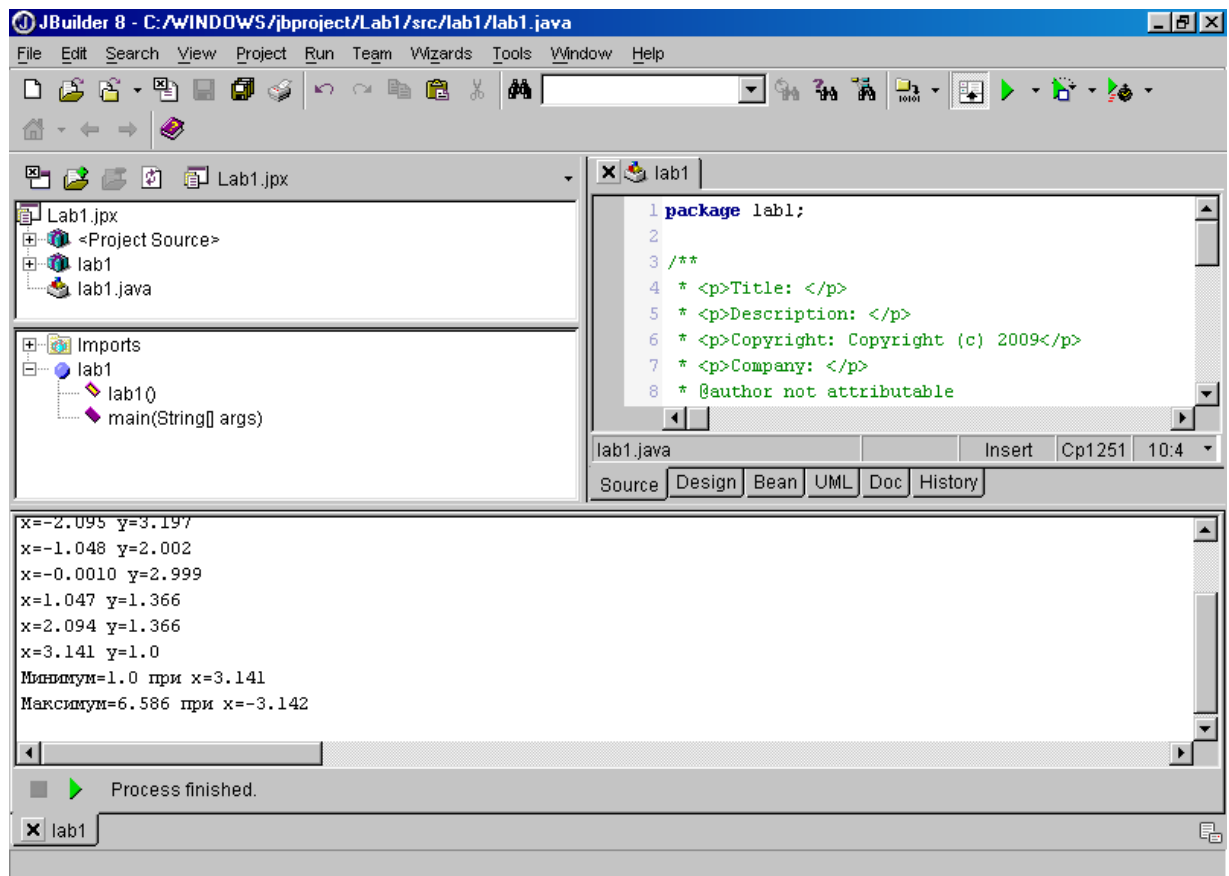 JBuilder 8 - C:/WINDOWS/jbproject/Lab1/src/lab1/lab1.java
File Edit Search View Project Run Team Wizards Tools Window Help
Lab1.jpx
Lab1.jpx
<Project Source>
lab1
lab1.java
Imports
lab1
lab1()
main(String[] args)
lab1
1 package lab1;
2
3 /**
4 * <p>Title: </p>
5 * <p>Description: </p>
6 * <p>Copyright: Copyright (c) 2009</p>
7 * <p>Company: </p>
8 * @author not attributable
lab1.java Insert Cp1251 10:4
Source Design Bean UML Doc History
x=-2.095 y=3.197
x=-1.048 y=2.002
x=-0.0010 y=2.999
x=1.047 y=1.366
x=2.094 y=1.366
x=3.141 y=1.0
Минимум=1.0 при x=3.141
Максимум=6.586 при x=-3.142
Process finished.
lab1